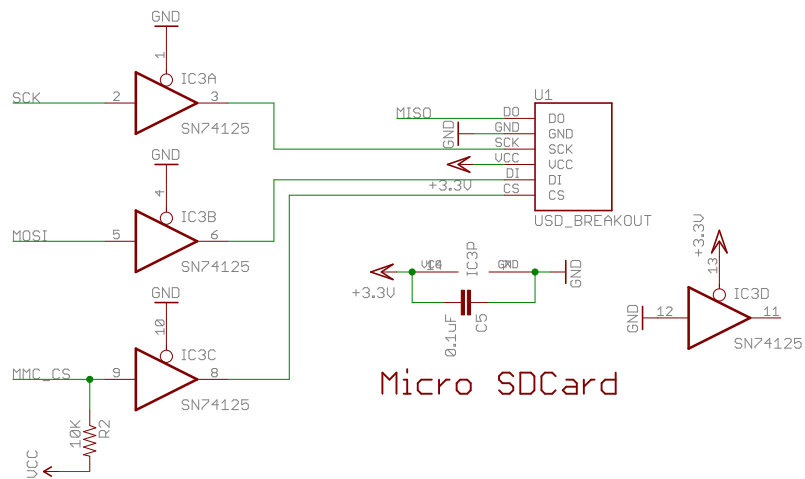 GND
1
IC3A
SCK
2
3
SN74125
GND
4
IC3B
MOSI
5
6
SN74125
GND
10
IC3C
MMC_CS
9
8
SN74125
10K
R2
VCC
U1
MISO
DO
DO
GND
GND
GND
SCK
SCK
VCC
VCC
+3.3V
DI
DI
CS
CS
USD_BREAKOUT
IC3P
VCC
14
GND
7
GND
+3.3V
0.1uF
C5
+3.3V
13
IC3D
GND
12
11
SN74125
Micro SDCard